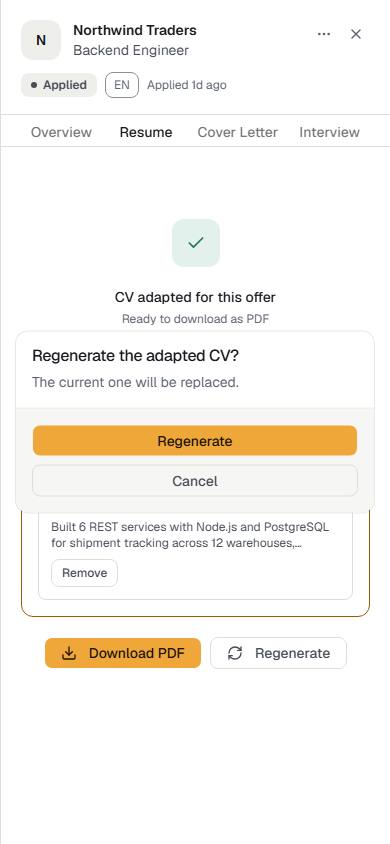 N
Northwind Traders
Backend Engineer
Applied
EN
Applied 1d ago
Overview
Resume
Cover Letter
Interview
CV adapted for this offer
Ready to download as PDF
Regenerate the adapted CV?
The current one will be replaced.
Regenerate
Cancel
Built 6 REST services with Node.js and PostgreSQL
for shipment tracking across 12 warehouses,…
Remove
Download PDF
Regenerate